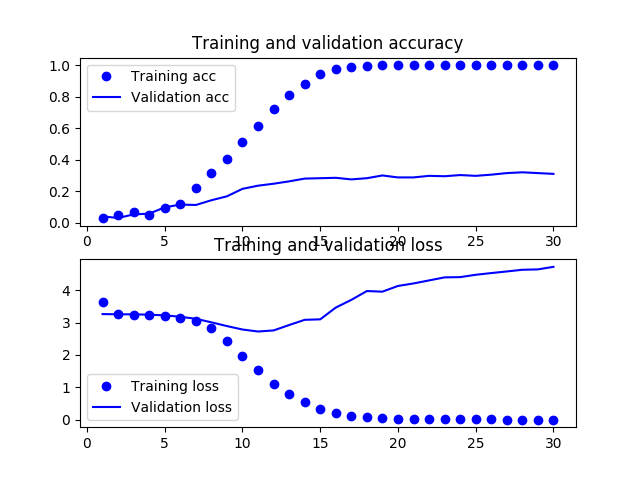 Training and validation accuracy
1.0
0.8
0.6
0.4
0.2
0.0
Training acc
Validation acc
0 5 10 15 20 25 30
Training and validation loss
4
3
2
1
0
Training loss
Validation loss
0 5 10 15 20 25 30